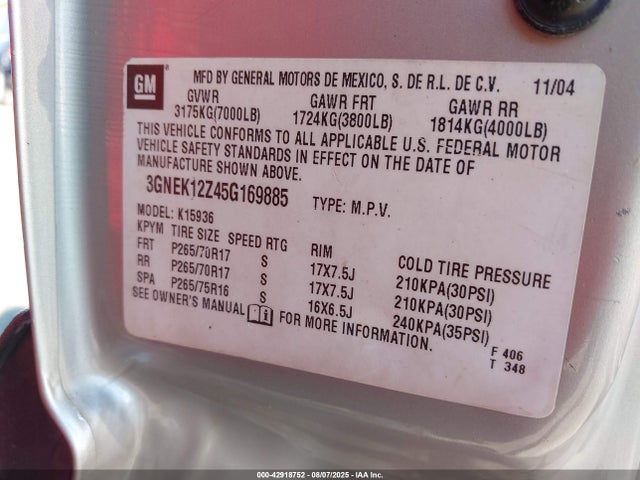 GM
MFD BY GENERAL MOTORS DE MEXICO, S. DE R.L. DE C.V. 11/04
GVWR GAWR FRT GAWR RR
3175KG(7000LB) 1724KG(3800LB) 1814KG(4000LB)
THIS VEHICLE CONFORMS TO ALL APPLICABLE U.S. FEDERAL MOTOR
VEHICLE SAFETY STANDARDS IN EFFECT ON THE DATE OF
MANUFACTURE SHOWN ABOVE.
3GNEK12Z45G169885 TYPE: M.P.V.
MODEL: K15936
KPYM TIRE SIZE SPEED RTG RIM COLD TIRE PRESSURE
FRT P265/70R17 S 17X7.5J 210KPA(30PSI)
RR P265/70R17 S 17X7.5J 210KPA(30PSI)
SPA P265/75R16 S 16X6.5J 240KPA(35PSI)
SEE OWNER'S MANUAL i FOR MORE INFORMATION.
F 406
T 348
000-42918752 - 08/07/2025 - IAA Inc.